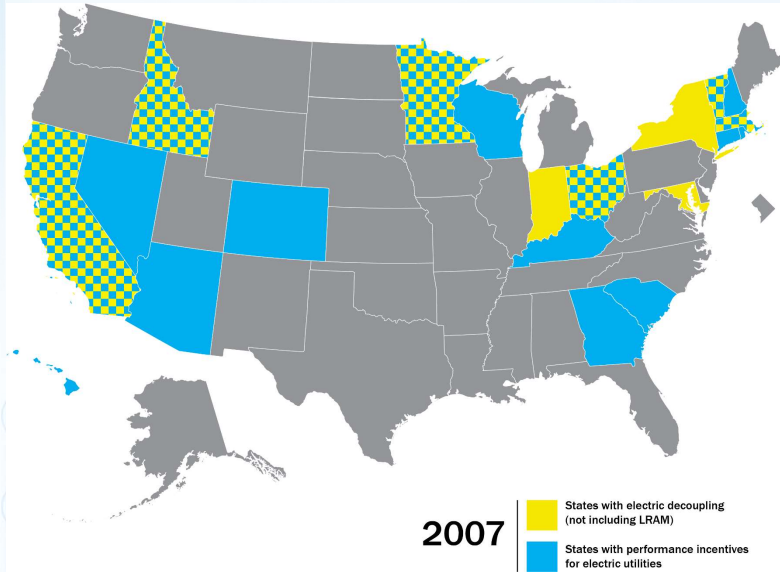 2007
States with electric decoupling
(not including LRAM)
States with performance incentives
for electric utilities